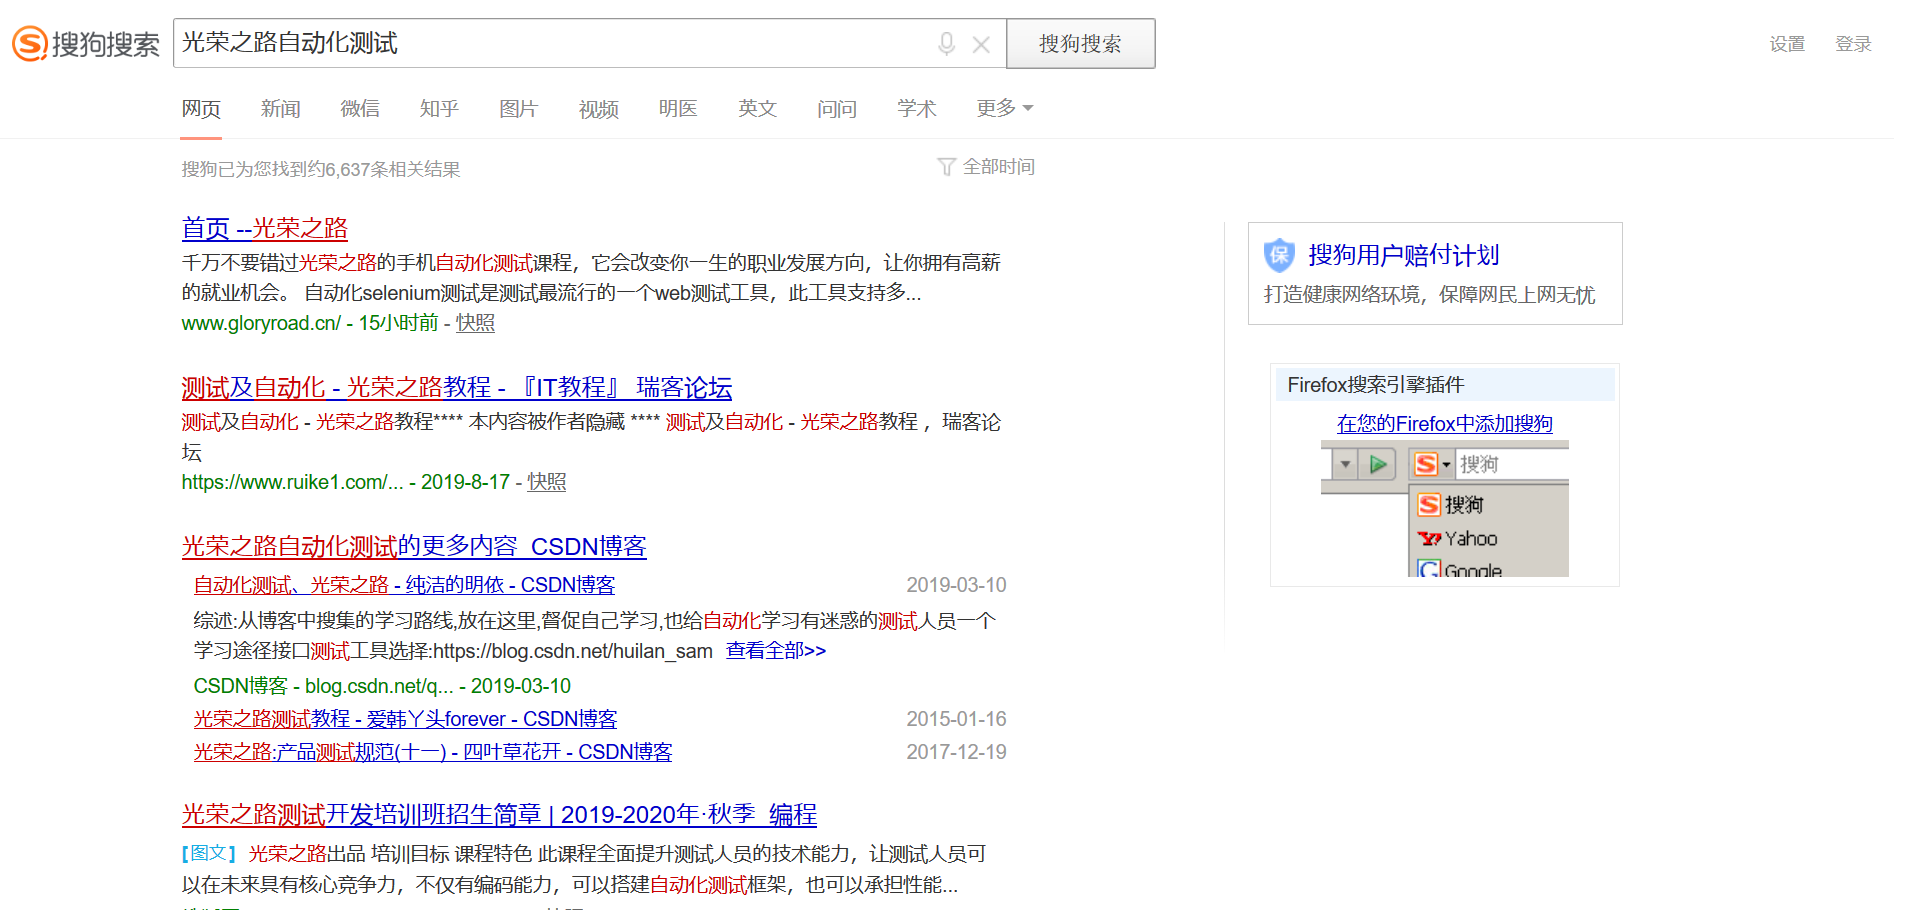 搜狗搜索
光荣之路自动化测试
搜狗搜索
设置
登录
网页
新闻
微信
知乎
图片
视频
明医
英文
问问
学术
更多
搜狗已为您找到约6,637条相关结果
全部时间
首页 --光荣之路
千万不要错过光荣之路的手机自动化测试课程，它会改变你一生的职业发展方向，让你拥有高薪
的就业机会。 自动化selenium测试是测试最流行的一个web测试工具，此工具支持多...
www.gloryroad.cn/ - 15小时前 - 快照
测试及自动化 - 光荣之路教程 - 『IT教程』 瑞客论坛
测试及自动化 - 光荣之路教程**** 本内容被作者隐藏 **** 测试及自动化 - 光荣之路教程 ，瑞客论
坛
https://www.ruike1.com/... - 2019-8-17 - 快照
光荣之路自动化测试的更多内容_CSDN博客
自动化测试、光荣之路 - 纯洁的明依 - CSDN博客
2019-03-10
综述:从博客中搜集的学习路线,放在这里,督促自己学习,也给自动化学习有迷惑的测试人员一个
学习途径接口测试工具选择:https://blog.csdn.net/huilan_sam 查看全部>>
CSDN博客 - blog.csdn.net/q... - 2019-03-10
光荣之路测试教程 - 爱韩丫头forever - CSDN博客
2015-01-16
光荣之路:产品测试规范(十一) - 四叶草花开 - CSDN博客
2017-12-19
光荣之路测试开发培训班招生简章 | 2019-2020年·秋季_编程
[图文] 光荣之路出品 培训目标 课程特色 此课程全面提升测试人员的技术能力，让测试人员可
以在未来具有核心竞争力，不仅有编码能力，可以搭建自动化测试框架，也可以承担性能...
保
搜狗用户赔付计划
打造健康网络环境，保障网民上网无忧
Firefox搜索引擎插件
在您的Firefox中添加搜狗
搜狗
搜狗
Yahoo
Google